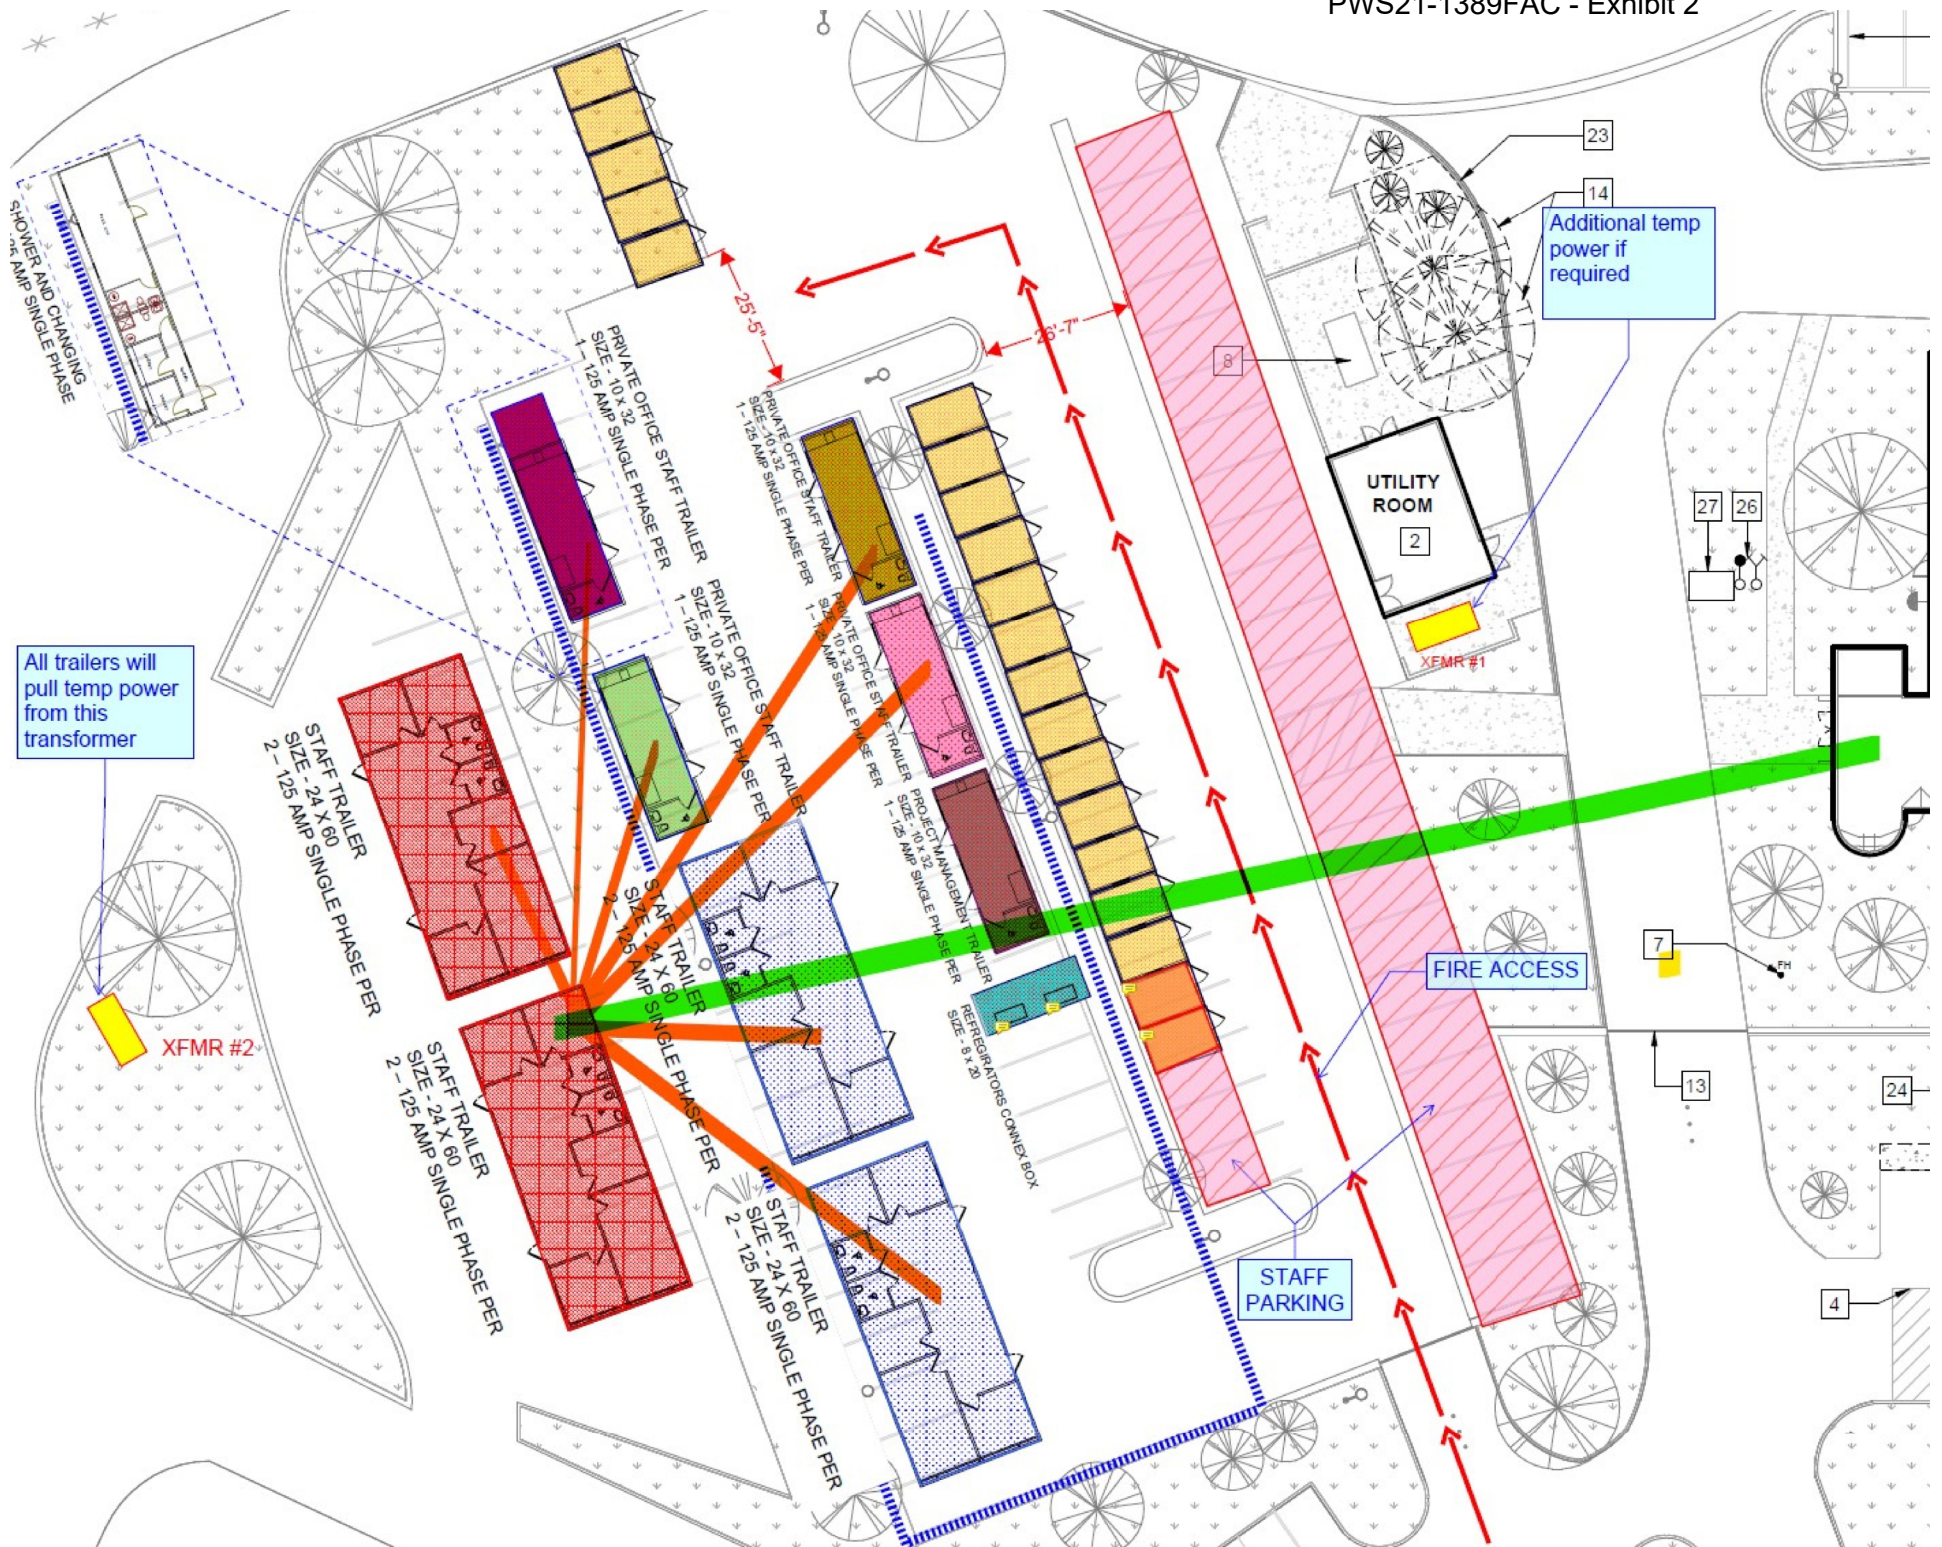 PWS21-1389FAC - Exhibit 2
23
14
Additional temp
power if
required
SHOWER AND CHANGING
AMP SINGLE PHASE
25'-5"
26'-7"
8
PRIVATE OFFICE STAFF TRAILER
SIZE - 10 x 32
1 - 125 AMP SINGLE PHASE PER
PRIVATE OFFICE STAFF TRAILER
SIZE - 10 x 32
1 - 125 AMP SINGLE PHASE PER
UTILITY
ROOM
2
27
26
XFMR #1
PRIVATE OFFICE STAFF TRAILER
SIZE - 10 x 32
1 - 125 AMP SINGLE PHASE PER
PRIVATE OFFICE STAFF TRAILER
SIZE - 10 x 32
1 - 125 AMP SINGLE PHASE PER
All trailers will
pull temp power
from this
transformer
STAFF TRAILER
SIZE - 24 X 60
2 - 125 AMP SINGLE PHASE PER
PROJECT MANAGEMENT TRAILER
SIZE - 10 x 32
1 - 125 AMP SINGLE PHASE PER
STAFF TRAILER
SIZE - 24 X 60
2 - 125 AMP SINGLE PHASE PER
7
FH
FIRE ACCESS
REFREGIRATORS CONNEX BOX
SIZE - 8 x 20
XFMR #2
STAFF TRAILER
SIZE - 24 X 60
2 - 125 AMP SINGLE PHASE PER
13
24
STAFF TRAILER
SIZE - 24 X 60
2 - 125 AMP SINGLE PHASE PER
STAFF
PARKING
4